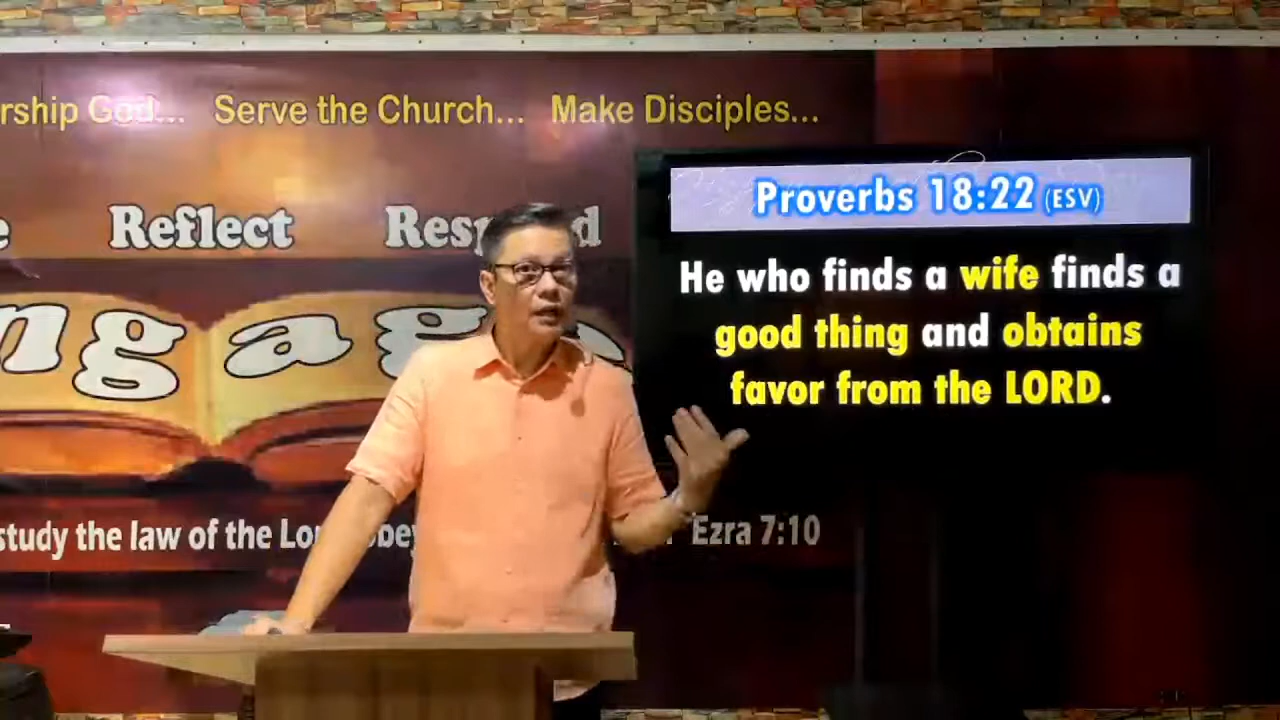 God... Serve the Church... Make Disciples...
Reflect
Proverbs 18:22 (ESV)
He who finds a wife finds a
good thing and obtains
favor from the LORD.
study the law of the Ezra 7:10